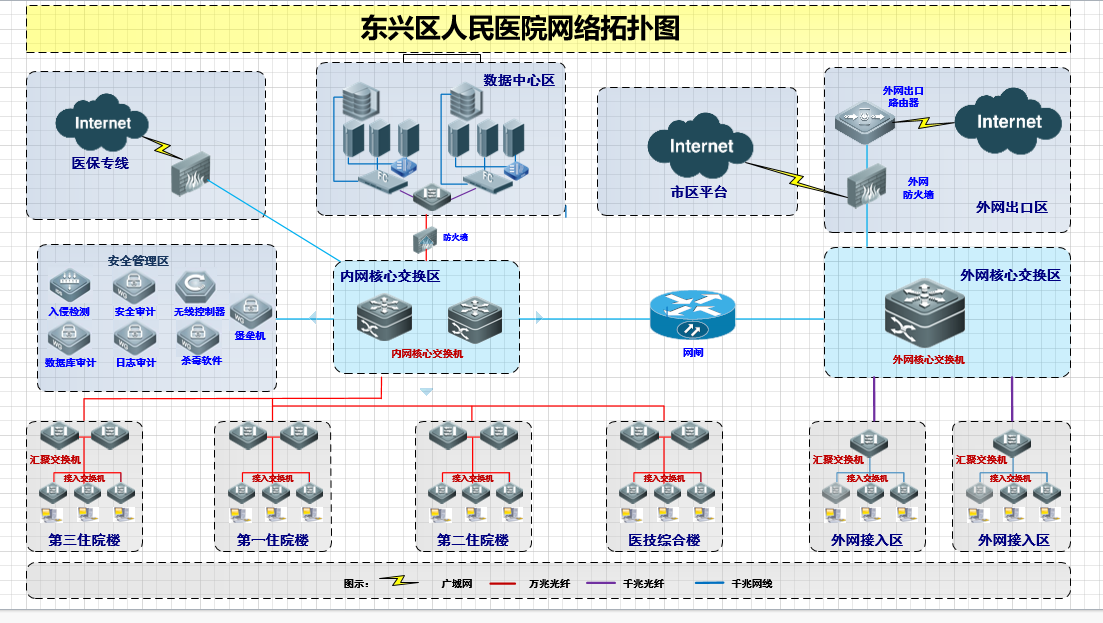 东兴区人民医院网络拓扑图
Internet
医保专线
数据中心区
FC
FC
防火墙
Internet
市区平台
外网出口
路由器
Internet
外网
防火墙
外网出口区
安全管理区
入侵检测
安全审计
无线控制器
堡垒机
数据库审计
日志审计
杀毒软件
内网核心交换区
内网核心交换机
网闸
外网核心交换区
外网核心交换机
汇聚交换机
接入交换机
第三住院楼
接入交换机
第一住院楼
接入交换机
第二住院楼
接入交换机
医技综合楼
汇聚交换机
接入交换机
外网接入区
汇聚交换机
接入交换机
外网接入区
图示：
广域网
万兆光纤
千兆光纤
千兆网线